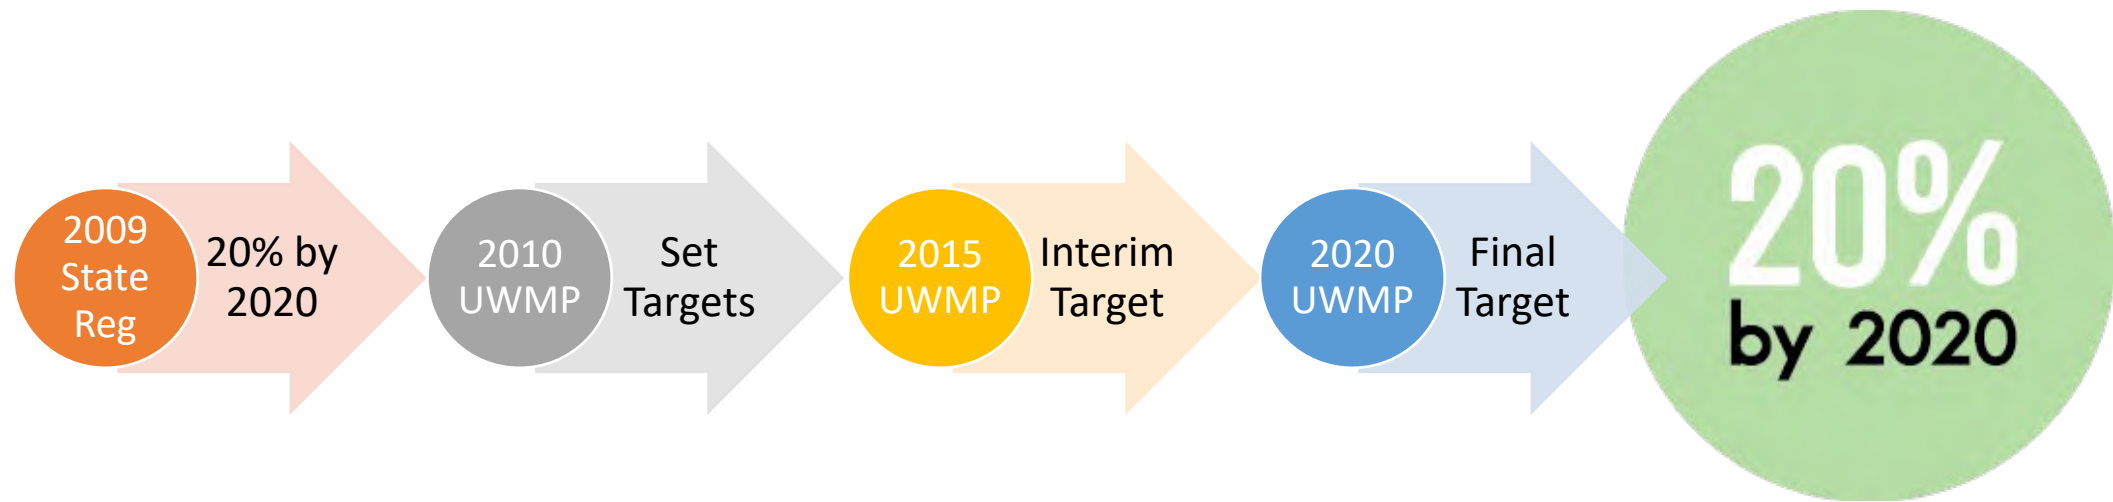 2009
State
Reg
20% by
2020
2010
UWMP
Set
Targets
2015
UWMP
Interim
Target
2020
UWMP
Final
Target
20%
by 2020